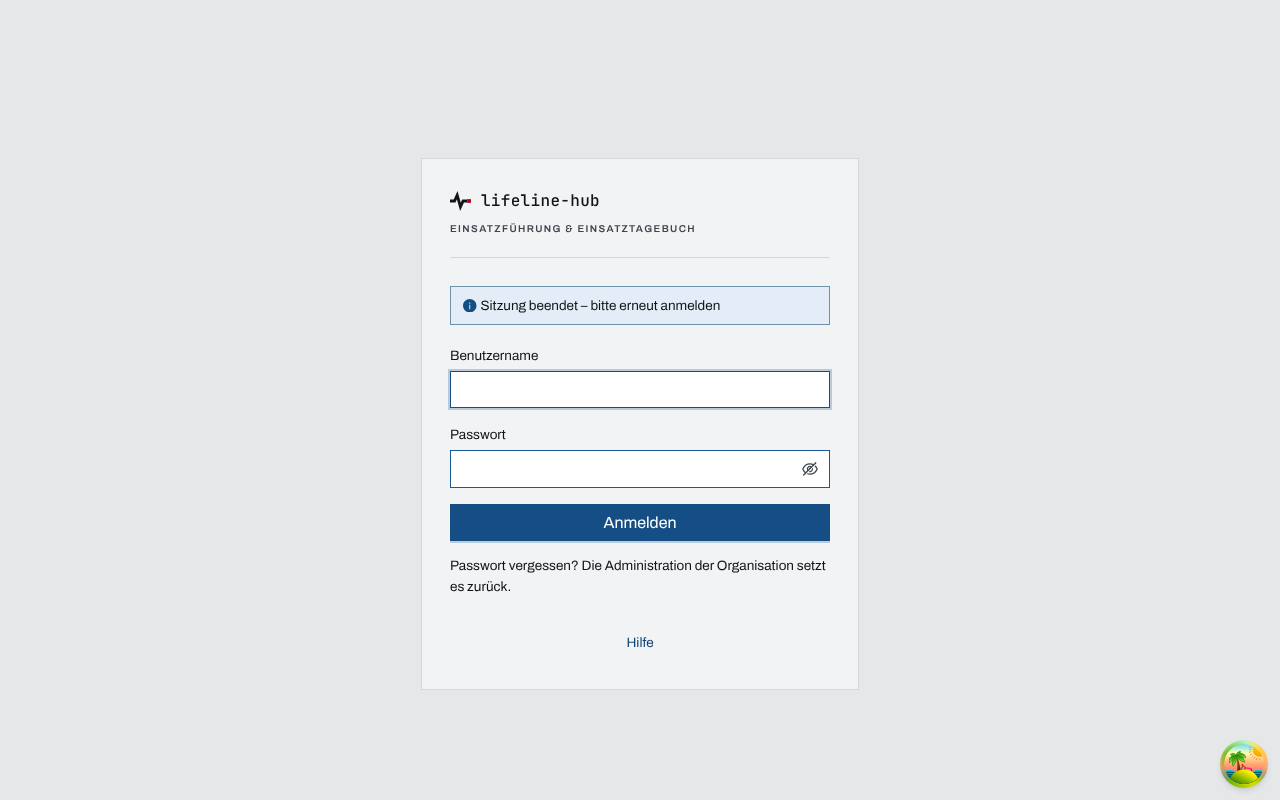 lifeline-hub
EINSATZFÜHRUNG & EINSATZTAGEBUCH
Sitzung beendet – bitte erneut anmelden
Benutzername
Passwort
Anmelden
Passwort vergessen? Die Administration der Organisation setzt
es zurück.
Hilfe